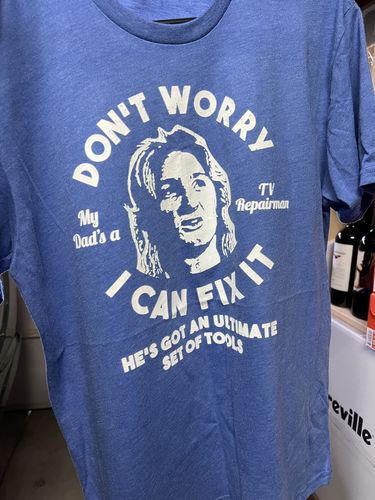 DON'T WORRY
My
Dad's a
TV
Repairman
I CAN FIX IT
HE'S GOT AN ULTIMATE
SET OF TOOLS
reville